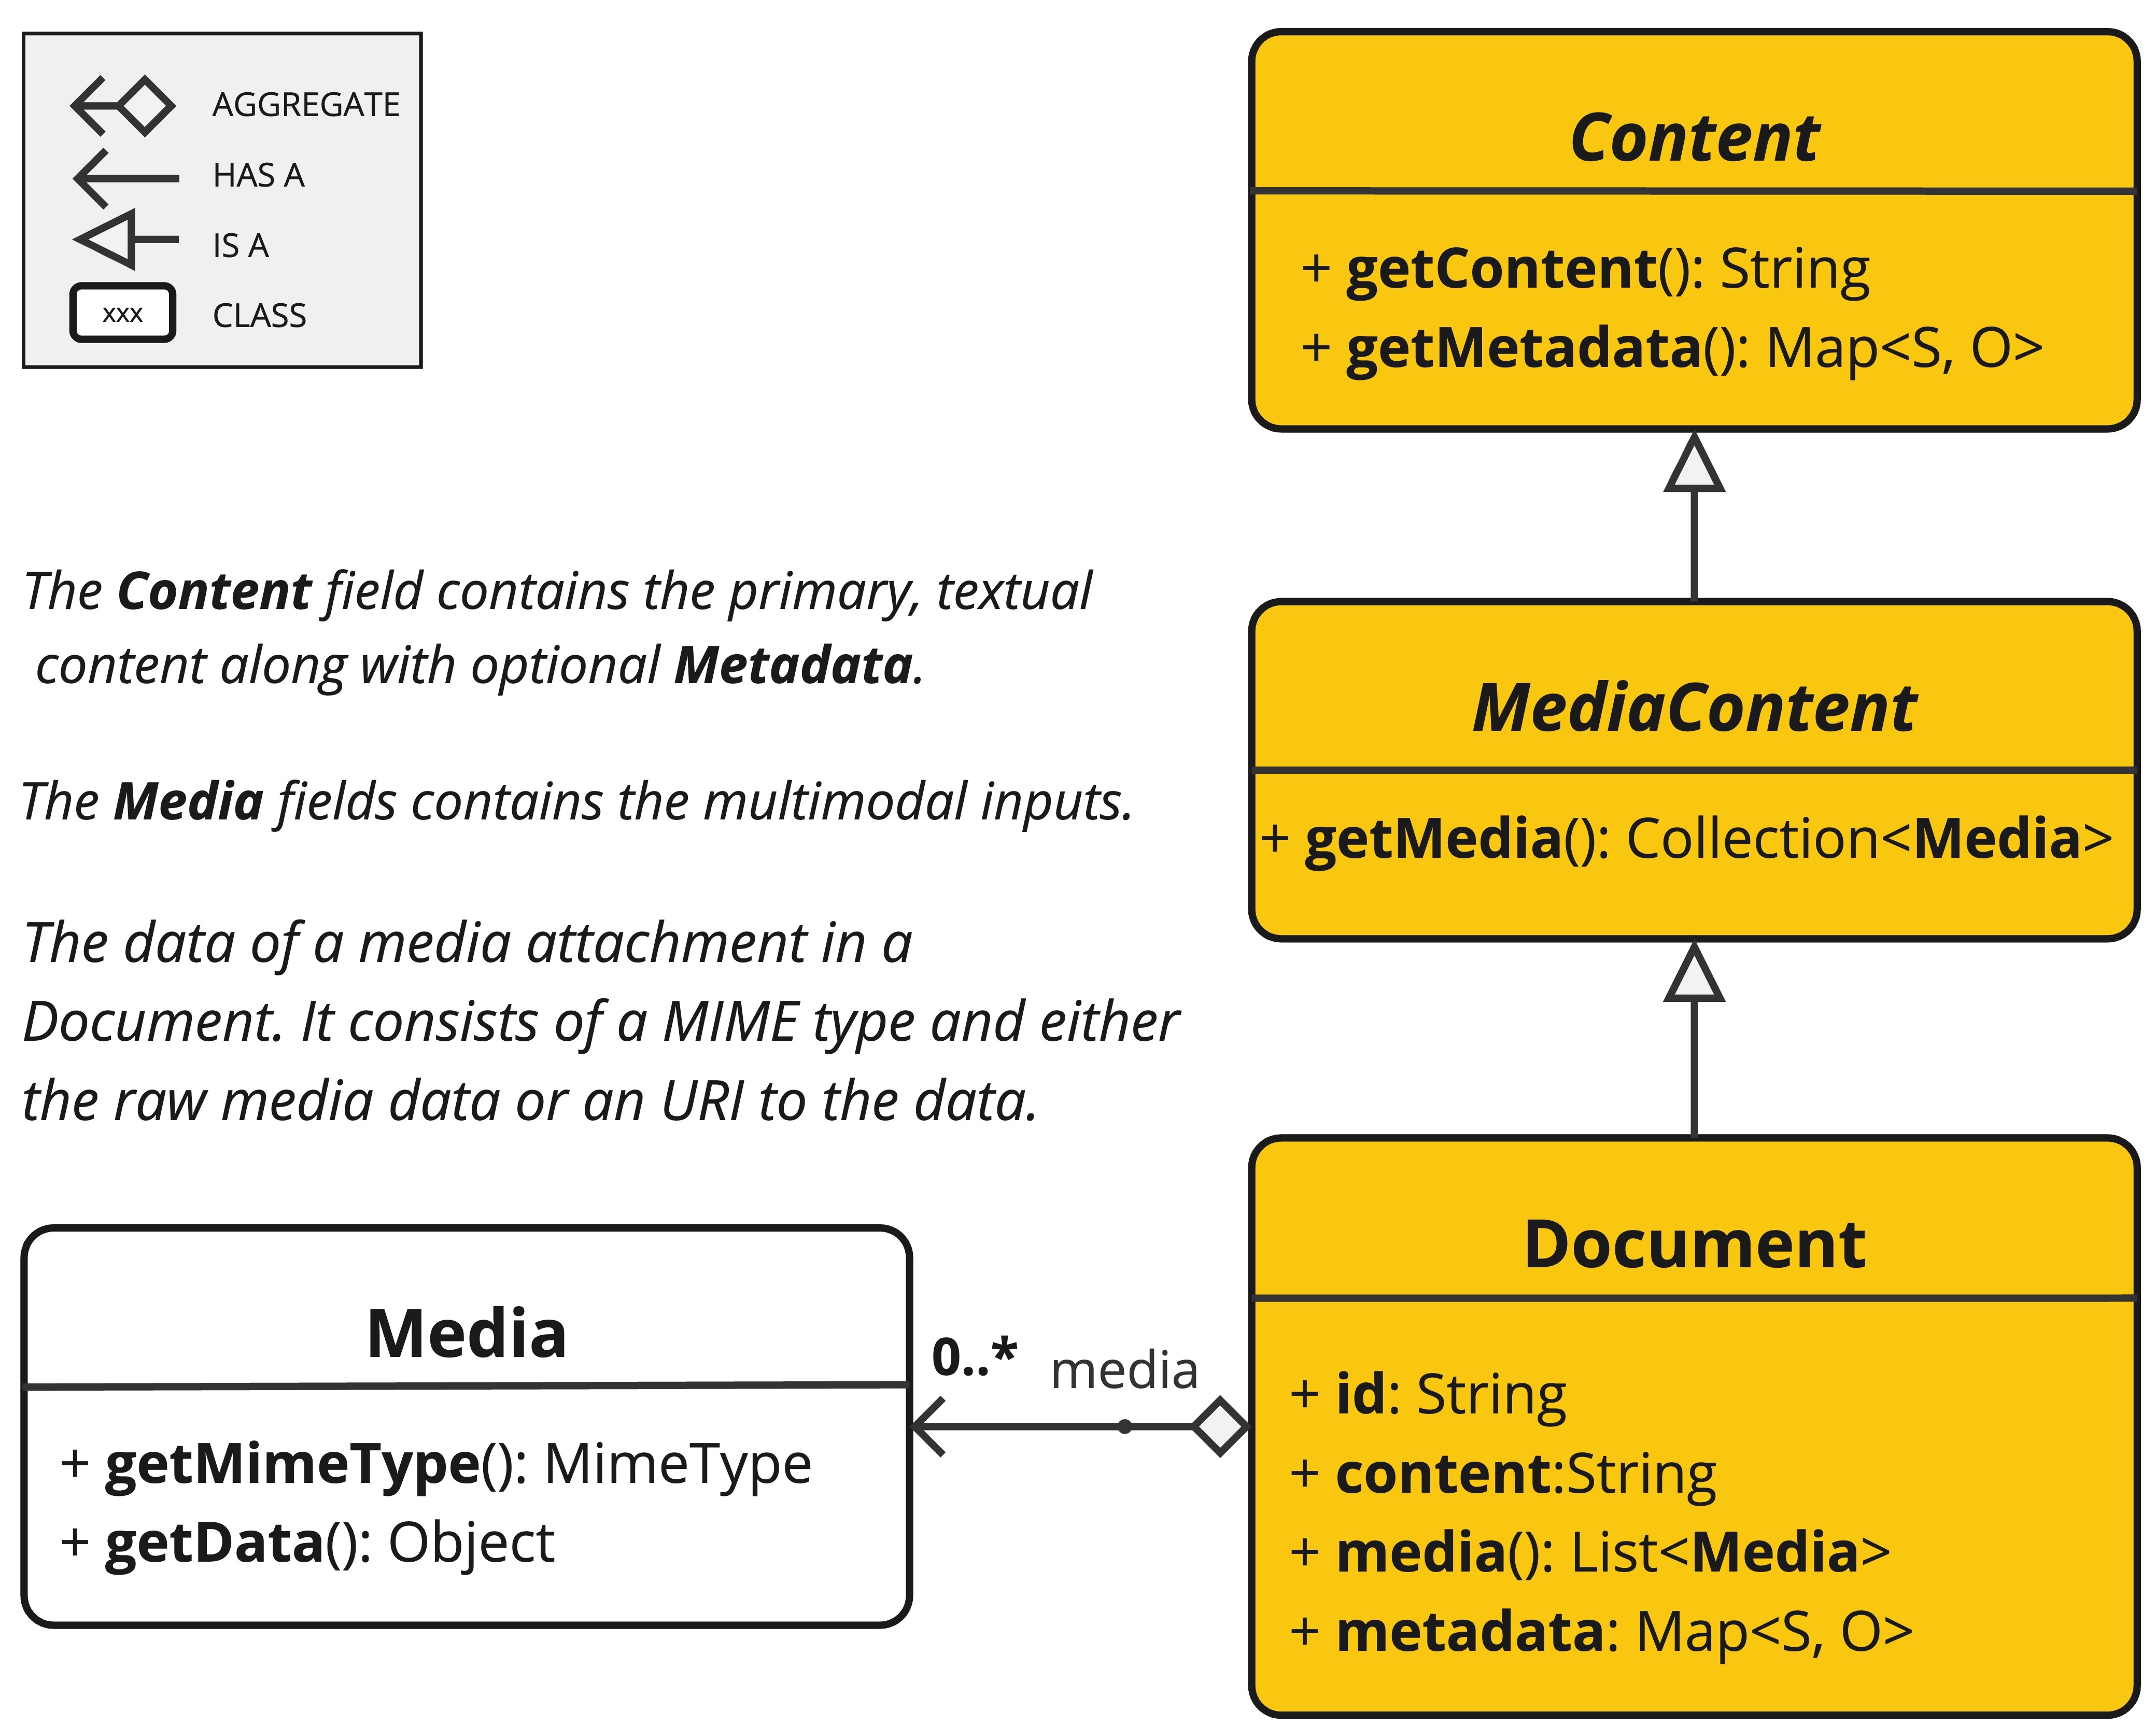 AGGREGATE
HAS A
IS A
xxx
CLASS
Content
+ getContent(): String
+ getMetadata(): Map<S, O>
The Content field contains the primary, textual
content along with optional Metadata.
The Media fields contains the multimodal inputs.
The data of a media attachment in a
Document. It consists of a MIME type and either
the raw media data or an URI to the data.
MediaContent
+ getMedia(): Collection<Media>
Media
+ getMimeType(): MimeType
+ getData(): Object
0..*
media
Document
+ id: String
+ content:String
+ media(): List<Media>
+ metadata: Map<S, O>